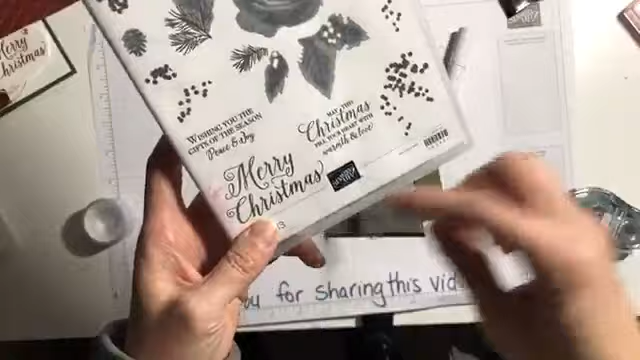 Merry
Christmas
WISHING YOU THE
GIFTS OF THE SEASON
Peace & Joy
MAY THIS
Christmas
FILL YOUR HEART WITH
warmth & love
Merry
Christmas
for sharing this vid